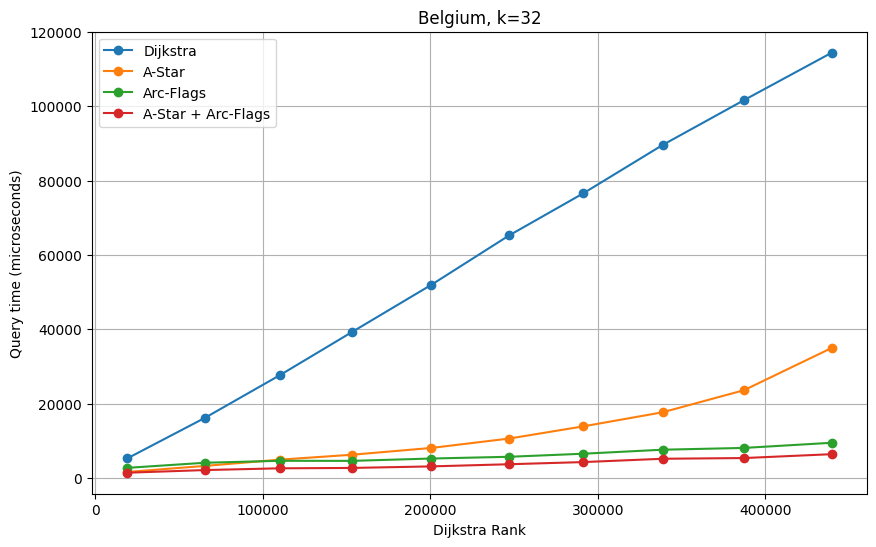 Belgium, k=32
Dijkstra
A-Star
Arc-Flags
A-Star + Arc-Flags
Query time (microseconds)
120000
100000
80000
60000
40000
20000
0
0 100000 200000 300000 400000
Dijkstra Rank